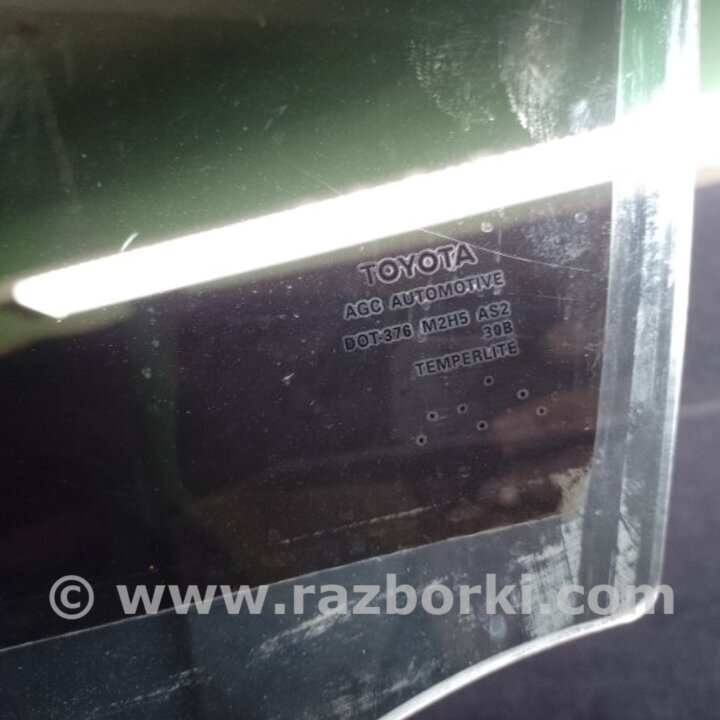 TOYOTA
AGC AUTOMOTIVE
DOT-376 M2H5 AS2
39B
TEMPERLITE
© www.razborki.com